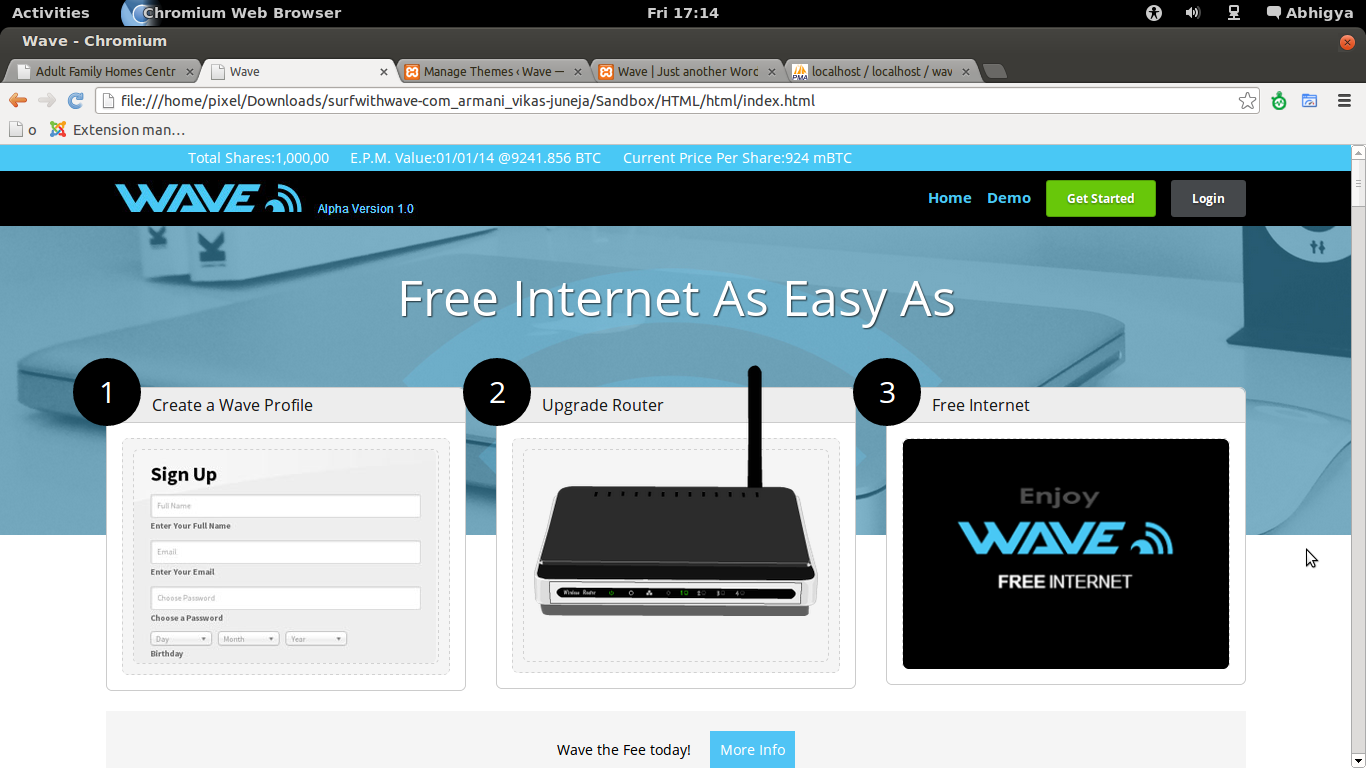 Activities Chromium Web Browser Fri 17:14 Abhigya
Wave - Chromium
Adult Family Homes Centr Wave Manage Themes ‹ Wave — Wave | Just another Word localhost / localhost / wav
file:///home/pixel/Downloads/surfwithwave-com_armani_vikas-juneja/Sandbox/HTML/html/index.html
o Extension man...
Total Shares:1,000,00 E.P.M. Value:01/01/14 @9241.856 BTC Current Price Per Share:924 mBTC
WAVE Alpha Version 1.0 Home Demo Get Started Login
Free Internet As Easy As
1 Create a Wave Profile
Sign Up
Full Name
Enter Your Full Name
Email
Enter Your Email
Choose Password
Choose a Password
Day Month Year
Birthday
2 Upgrade Router
Wireless Router
3 Free Internet
Enjoy
WAVE
FREE INTERNET
Wave the Fee today! More Info